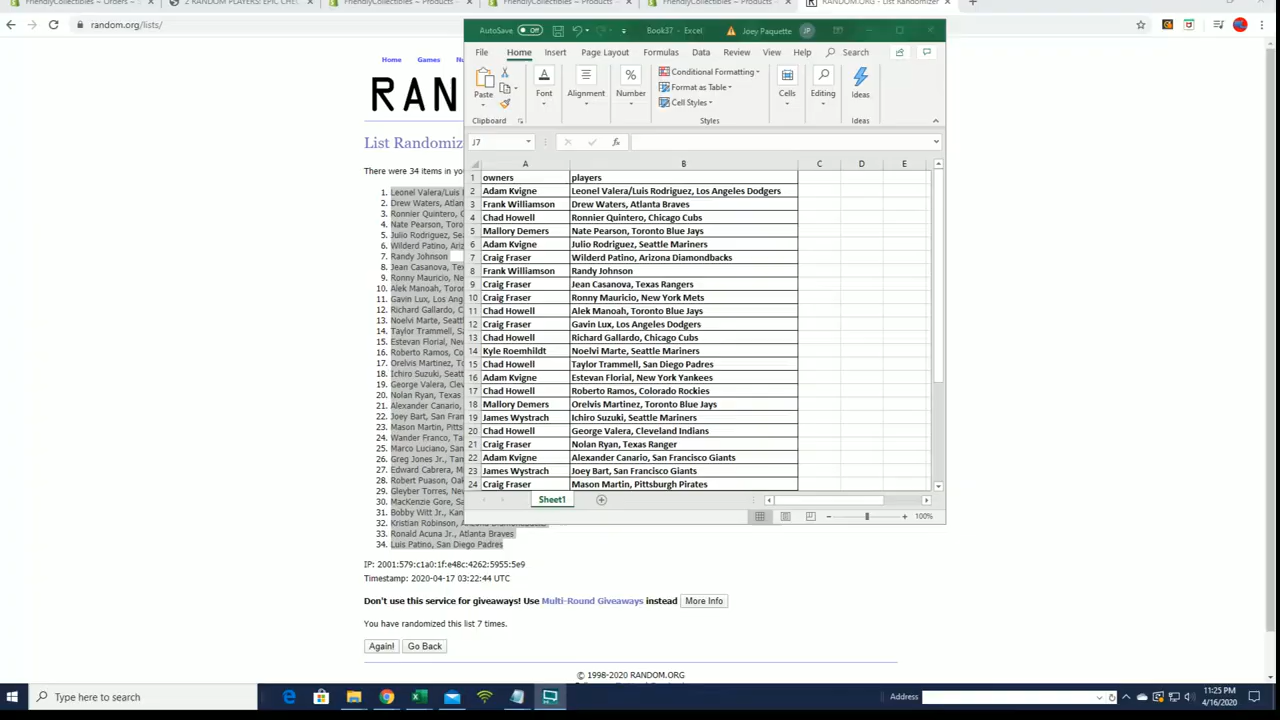 FriendlyCollectibles ~ Orders ~
2 RANDOM PLAYERS! EPIC CHE
FriendlyCollectibles ~ Products ~
FriendlyCollectibles ~ Products ~
FriendlyCollectibles ~ Products ~
RANDOM.ORG - List Randomizer
random.org/lists/
Home Games Nu
RAN
List Randomiz
There were 34 items in yo
1. Leonel Valera/Luis
2. Drew Waters, Atlan
3. Ronnier Quintero, C
4. Nate Pearson, Toro
5. Julio Rodriguez, Se
6. Wilderd Patino, Ariz
7. Randy Johnson
8. Jean Casanova, Te
9. Ronny Mauricio, Ne
10. Alek Manoah, Toro
11. Gavin Lux, Los Ang
12. Richard Gallardo, C
13. Noelvi Marte, Seatt
14. Taylor Trammell, Sa
15. Estevan Florial, New
16. Roberto Ramos, Co
17. Orelvis Martinez, To
18. Ichiro Suzuki, Seatt
19. George Valera, Clev
20. Nolan Ryan, Texas
21. Alexander Canario,
22. Joey Bart, San Fran
23. Mason Martin, Pitts
24. Wander Franco, Ta
25. Marco Luciano, San
26. Greg Jones Jr., Tam
27. Edward Cabrera, M
28. Robert Puason, Oak
29. Gleyber Torres, New
30. MacKenzie Gore, Sa
31. Bobby Witt Jr., Kan
32. Kristian Robinson, Arizona Diamondbacks
33. Ronald Acuna Jr., Atlanta Braves
34. Luis Patino, San Diego Padres
IP: 2001:579:c1a0:1f:e48c:4262:5955:5e9
Timestamp: 2020-04-17 03:22:44 UTC
Don't use this service for giveaways! Use Multi-Round Giveaways instead More Info
You have randomized this list 7 times.
Again! Go Back
© 1998-2020 RANDOM.ORG
AutoSave Off Book37 - Excel Joey Paquette JP
File Home Insert Page Layout Formulas Data Review View Help Search
Paste Font Alignment Number Conditional Formatting Format as Table Cell Styles Cells Editing Ideas
Clipboard Styles Ideas
J7 fx
A B C D E
1 owners players
2 Adam Kvigne Leonel Valera/Luis Rodriguez, Los Angeles Dodgers
3 Frank Williamson Drew Waters, Atlanta Braves
4 Chad Howell Ronnier Quintero, Chicago Cubs
5 Mallory Demers Nate Pearson, Toronto Blue Jays
6 Adam Kvigne Julio Rodriguez, Seattle Mariners
7 Craig Fraser Wilderd Patino, Arizona Diamondbacks
8 Frank Williamson Randy Johnson
9 Craig Fraser Jean Casanova, Texas Rangers
10 Craig Fraser Ronny Mauricio, New York Mets
11 Chad Howell Alek Manoah, Toronto Blue Jays
12 Craig Fraser Gavin Lux, Los Angeles Dodgers
13 Chad Howell Richard Gallardo, Chicago Cubs
14 Kyle Roemhildt Noelvi Marte, Seattle Mariners
15 Chad Howell Taylor Trammell, San Diego Padres
16 Adam Kvigne Estevan Florial, New York Yankees
17 Chad Howell Roberto Ramos, Colorado Rockies
18 Mallory Demers Orelvis Martinez, Toronto Blue Jays
19 James Wystrach Ichiro Suzuki, Seattle Mariners
20 Chad Howell George Valera, Cleveland Indians
21 Craig Fraser Nolan Ryan, Texas Ranger
22 Adam Kvigne Alexander Canario, San Francisco Giants
23 James Wystrach Joey Bart, San Francisco Giants
24 Craig Fraser Mason Martin, Pittsburgh Pirates
Sheet1
100%
Type here to search
Address
11:25 PM
4/16/2020